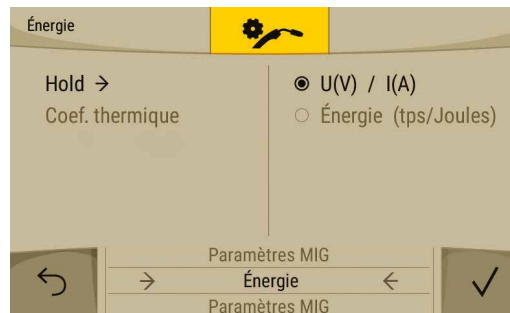 Énergie
Hold →
Coef. thermique
U(V) / I(A)
Énergie (tps/Joules)
Paramètres MIG
→ Énergie ←
Paramètres MIG